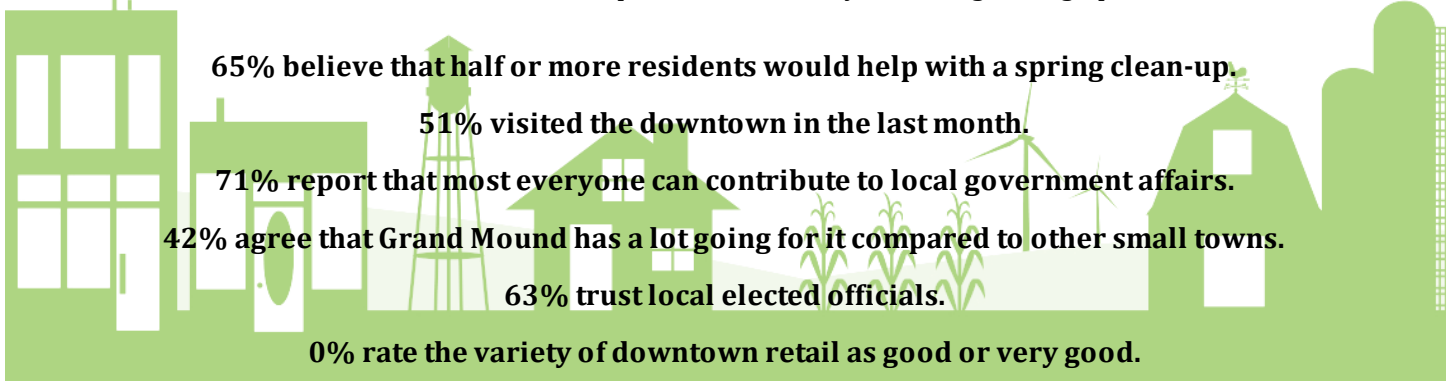 65% believe that half or more residents would help with a spring clean-up.
51% visited the downtown in the last month.
71% report that most everyone can contribute to local government affairs.
42% agree that Grand Mound has a lot going for it compared to other small towns.
63% trust local elected officials.
0% rate the variety of downtown retail as good or very good.